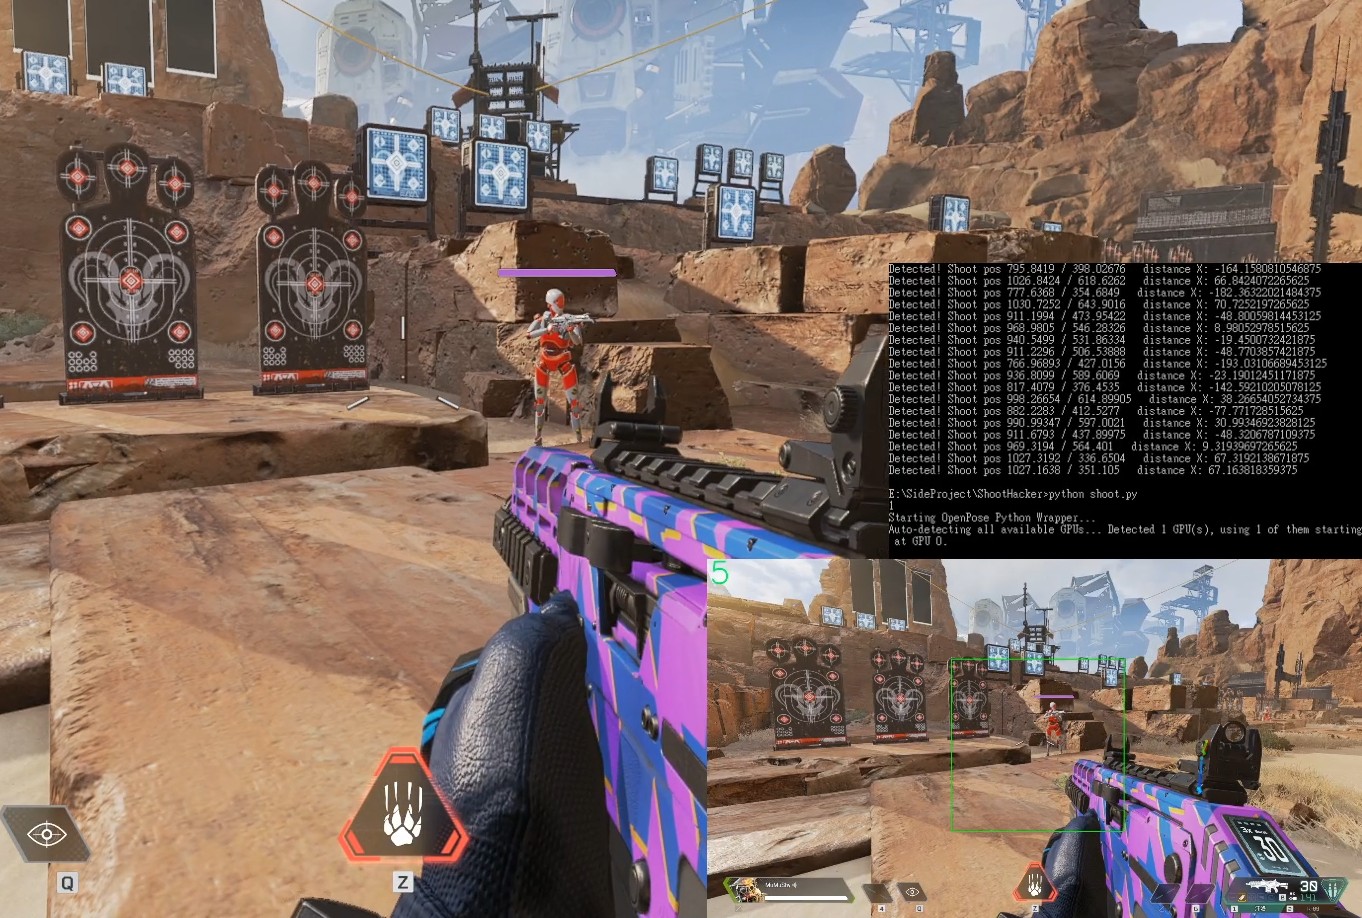 Detected! Shoot pos 795.8419 / 398.02676 distance X: -164.1580810546875
Detected! Shoot pos 1026.8424 / 618.6262 distance X: 66.8424072265625
Detected! Shoot pos 777.6368 / 354.6849 distance X: -182.36322021484375
Detected! Shoot pos 1030.7252 / 643.9016 distance X: 70.7252197265625
Detected! Shoot pos 911.1994 / 473.95422 distance X: -48.80059814453125
Detected! Shoot pos 968.9805 / 546.28326 distance X: 8.98052978515625
Detected! Shoot pos 940.5499 / 531.86334 distance X: -19.4500732421875
Detected! Shoot pos 911.2296 / 506.53888 distance X: -48.7703857421875
Detected! Shoot pos 766.96893 / 427.0156 distance X: -193.03106689453125
Detected! Shoot pos 936.8099 / 589.6069 distance X: -23.19012451171875
Detected! Shoot pos 817.4079 / 376.4535 distance X: -142.59210205078125
Detected! Shoot pos 998.26654 / 614.89905 distance X: 38.26654052734375
Detected! Shoot pos 882.2283 / 412.5277 distance X: -77.771728515625
Detected! Shoot pos 990.99347 / 597.0021 distance X: 30.99346923828125
Detected! Shoot pos 911.6793 / 437.89975 distance X: -48.3206787109375
Detected! Shoot pos 969.3194 / 564.401 distance X: 9.31939697265625
Detected! Shoot pos 1027.3192 / 336.6504 distance X: 67.3192138671875
Detected! Shoot pos 1027.1638 / 351.105 distance X: 67.163818359375
E:\SideProject\ShootHacker>python shoot.py
1
Starting OpenPose Python Wrapper...
Auto-detecting all available GPUs... Detected 1 GPU(s), using 1 of them starting
at GPU 0.
5
30
30
141
Q
Z